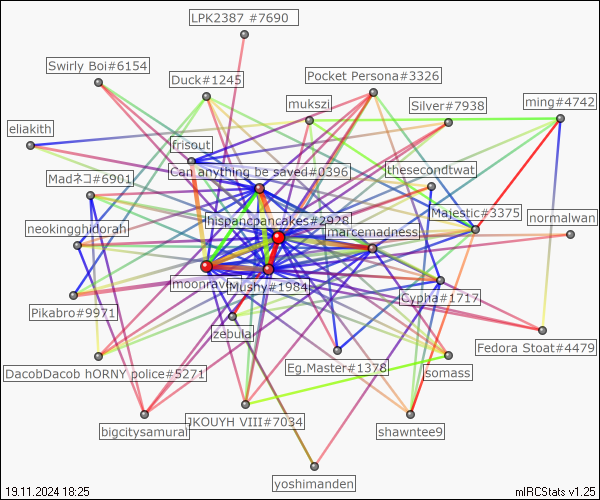 LPK2387 #7690
Swirly Boi#6154
Duck#1245
Pocket Persona#3326
mukszi
Silver#7938
ming#4742
eliakith
frisout
Can anything be saved#0396
thesecondtwat
Madネコ#6901
hispanicpancakes#2928
Majestic#3375
neokingghidorah
marcemadness
normalwan
Mushy#1984
Cypha#1717
Pikabro#9971
zebulal
Fedora Stoat#4479
DacobDacob hORNY police#5271
Eg.Master#1378
somass
bigcitysamurai
JKOUYH VIII#7034
shawntee9
yoshimanden
19.11.2024 18:25
mIRCStats v1.25